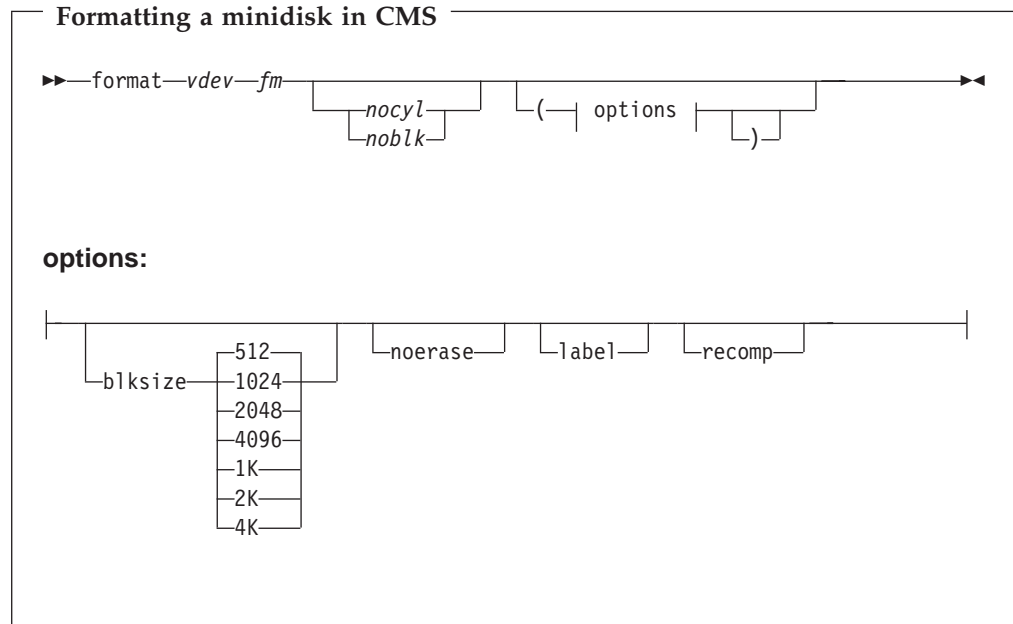 Formatting a minidisk in CMS
►►—format—vdev—fm ( options ) ►◄
nocyl
noblk
options:
blksize 512 noerase label recomp
1024
2048
4096
1K
2K
4K